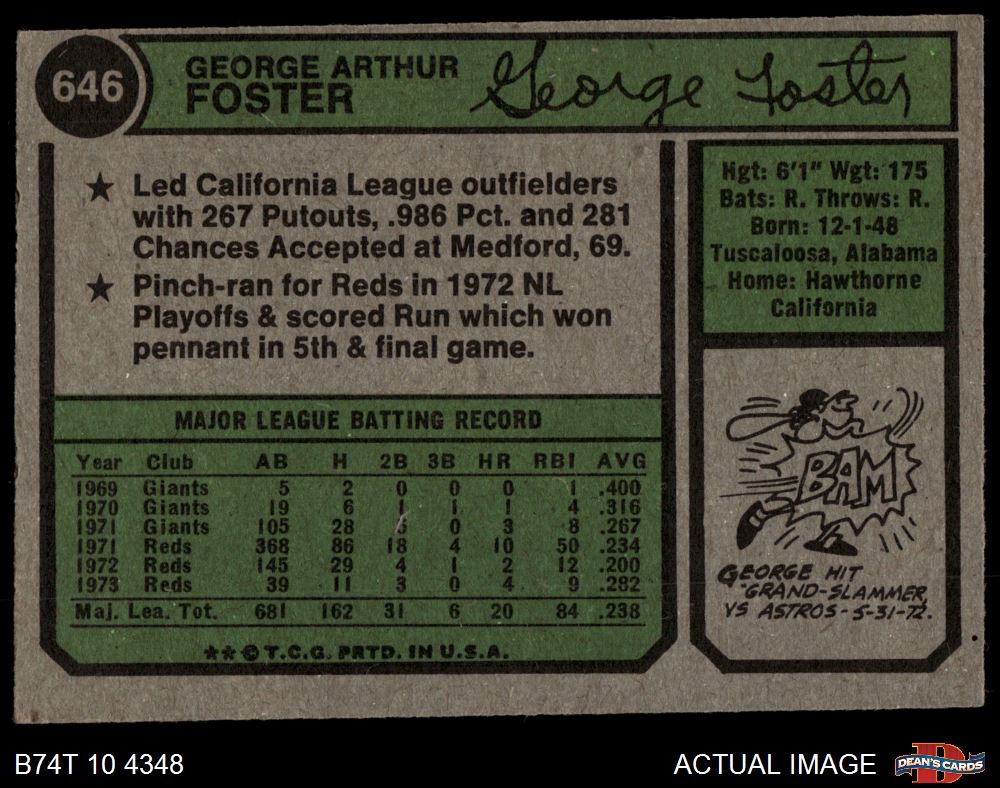 646
GEORGE ARTHUR
FOSTER
George Foster
★ Led California League outfielders
with 267 Putouts, .986 Pct. and 281
Chances Accepted at Medford, 69.
★ Pinch-ran for Reds in 1972 NL
Playoffs & scored Run which won
pennant in 5th & final game.
Hgt: 6'1" Wgt: 175
Bats: R. Throws: R.
Born: 12-1-48
Tuscaloosa, Alabama
Home: Hawthorne
California
MAJOR LEAGUE BATTING RECORD
Year Club AB H 2B 3B HR RBI AVG
1969 Giants 5 2 0 0 0 1 .400
1970 Giants 19 6 1 1 1 4 .316
1971 Giants 105 28 0 3 8 .267
1971 Reds 368 86 18 4 10 50 .234
1972 Reds 145 29 4 1 2 12 .200
1973 Reds 39 11 3 0 4 9 .282
Maj. Lea. Tot. 681 162 31 6 20 84 .238
★★©T.C.G. PRTD. IN U.S.A.
BAM
GEORGE HIT
GRAND-SLAMMER
VS ASTROS-5-31-72.
B74T 10 4348
ACTUAL IMAGE
D
DEAN'S CARDS